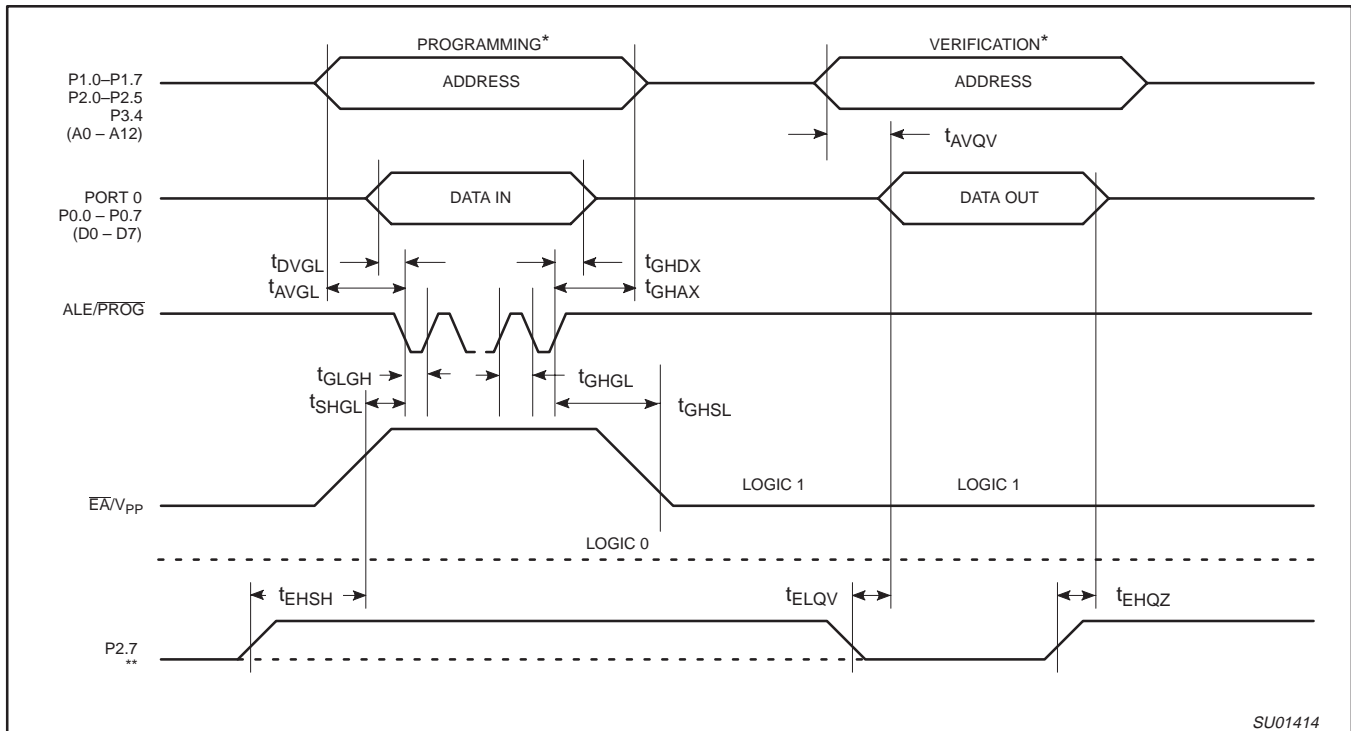 PROGRAMMING*
VERIFICATION*
P1.0–P1.7
P2.0–P2.5
P3.4
(A0 – A12)
ADDRESS
ADDRESS
tAVQV
PORT 0
P0.0 – P0.7
(D0 – D7)
DATA IN
DATA OUT
tDVGL
tGHDX
tAVGL
tGHAX
ALE/PROG
tGLGH
tGHGL
tSHGL
tGHSL
EA/VPP
LOGIC 1
LOGIC 1
LOGIC 0
tEHSH
tELQV
tEHQZ
P2.7
**
SU01414